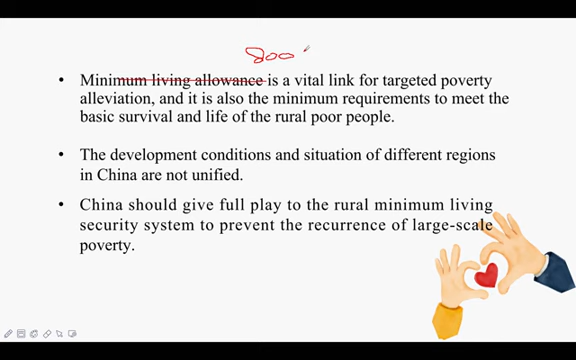 800
• Minimum living allowance is a vital link for targeted poverty
alleviation, and it is also the minimum requirements to meet the
basic survival and life of the rural poor people.
• The development conditions and situation of different regions
in China are not unified.
• China should give full play to the rural minimum living
security system to prevent the recurrence of large-scale
poverty.